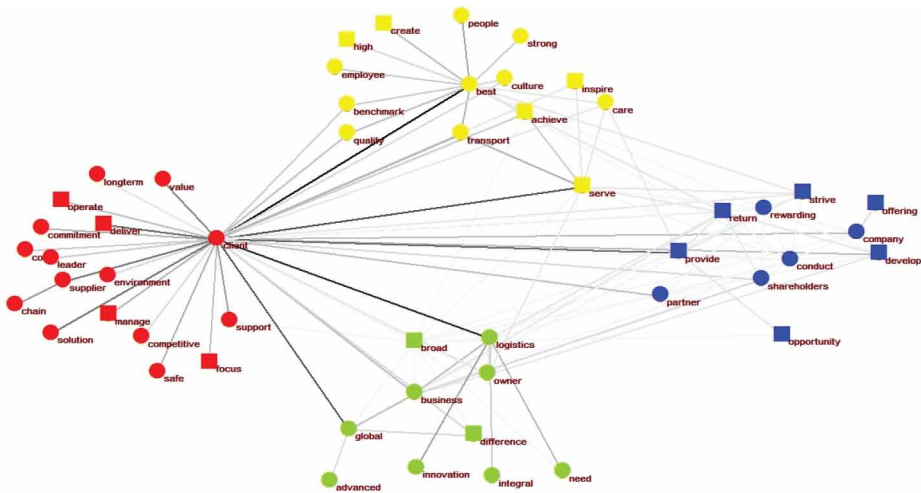 people
create
strong
high
employee
culture
inspire
best
benchmark
care
achieve
quality
transport
longterm
value
serve
operate
strive
offering
return
rewarding
commitment
deliver
client
company
co
leader
provide
conduct
develop
supplier
environment
shareholders
chain
partner
manage
support
solution
competitive
broad
logistics
opportunity
safe
focus
owner
business
global
difference
advanced
innovation
integral
need